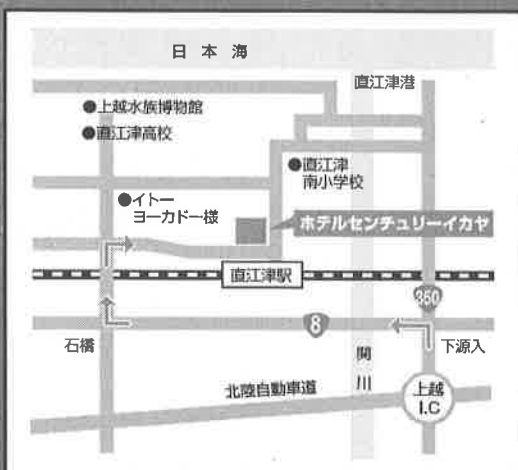 日本海
直江津港
●上越水族博物館
●直江津高校
●直江津
南小学校
●イトー
ヨーカドー様
ホテルセンチュリーイカヤ
直江津駅
350
8
石橋
下源入
関川
北陸自動車道
上越
I.C